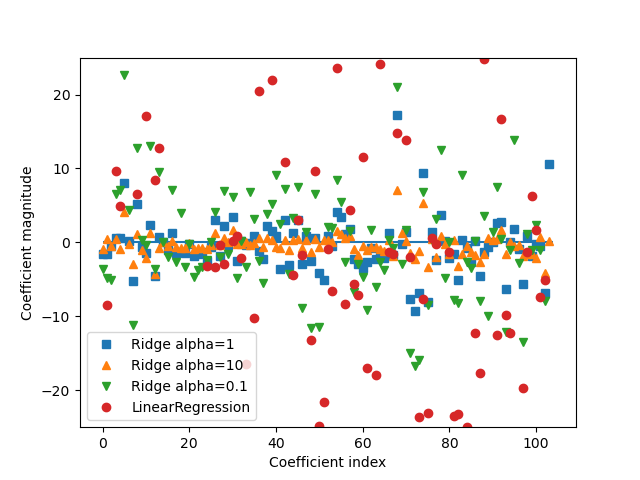 20
10
0
−10
−20
Coefficient magnitude
Ridge alpha=1
Ridge alpha=10
Ridge alpha=0.1
LinearRegression
0 20 40 60 80 100
Coefficient index